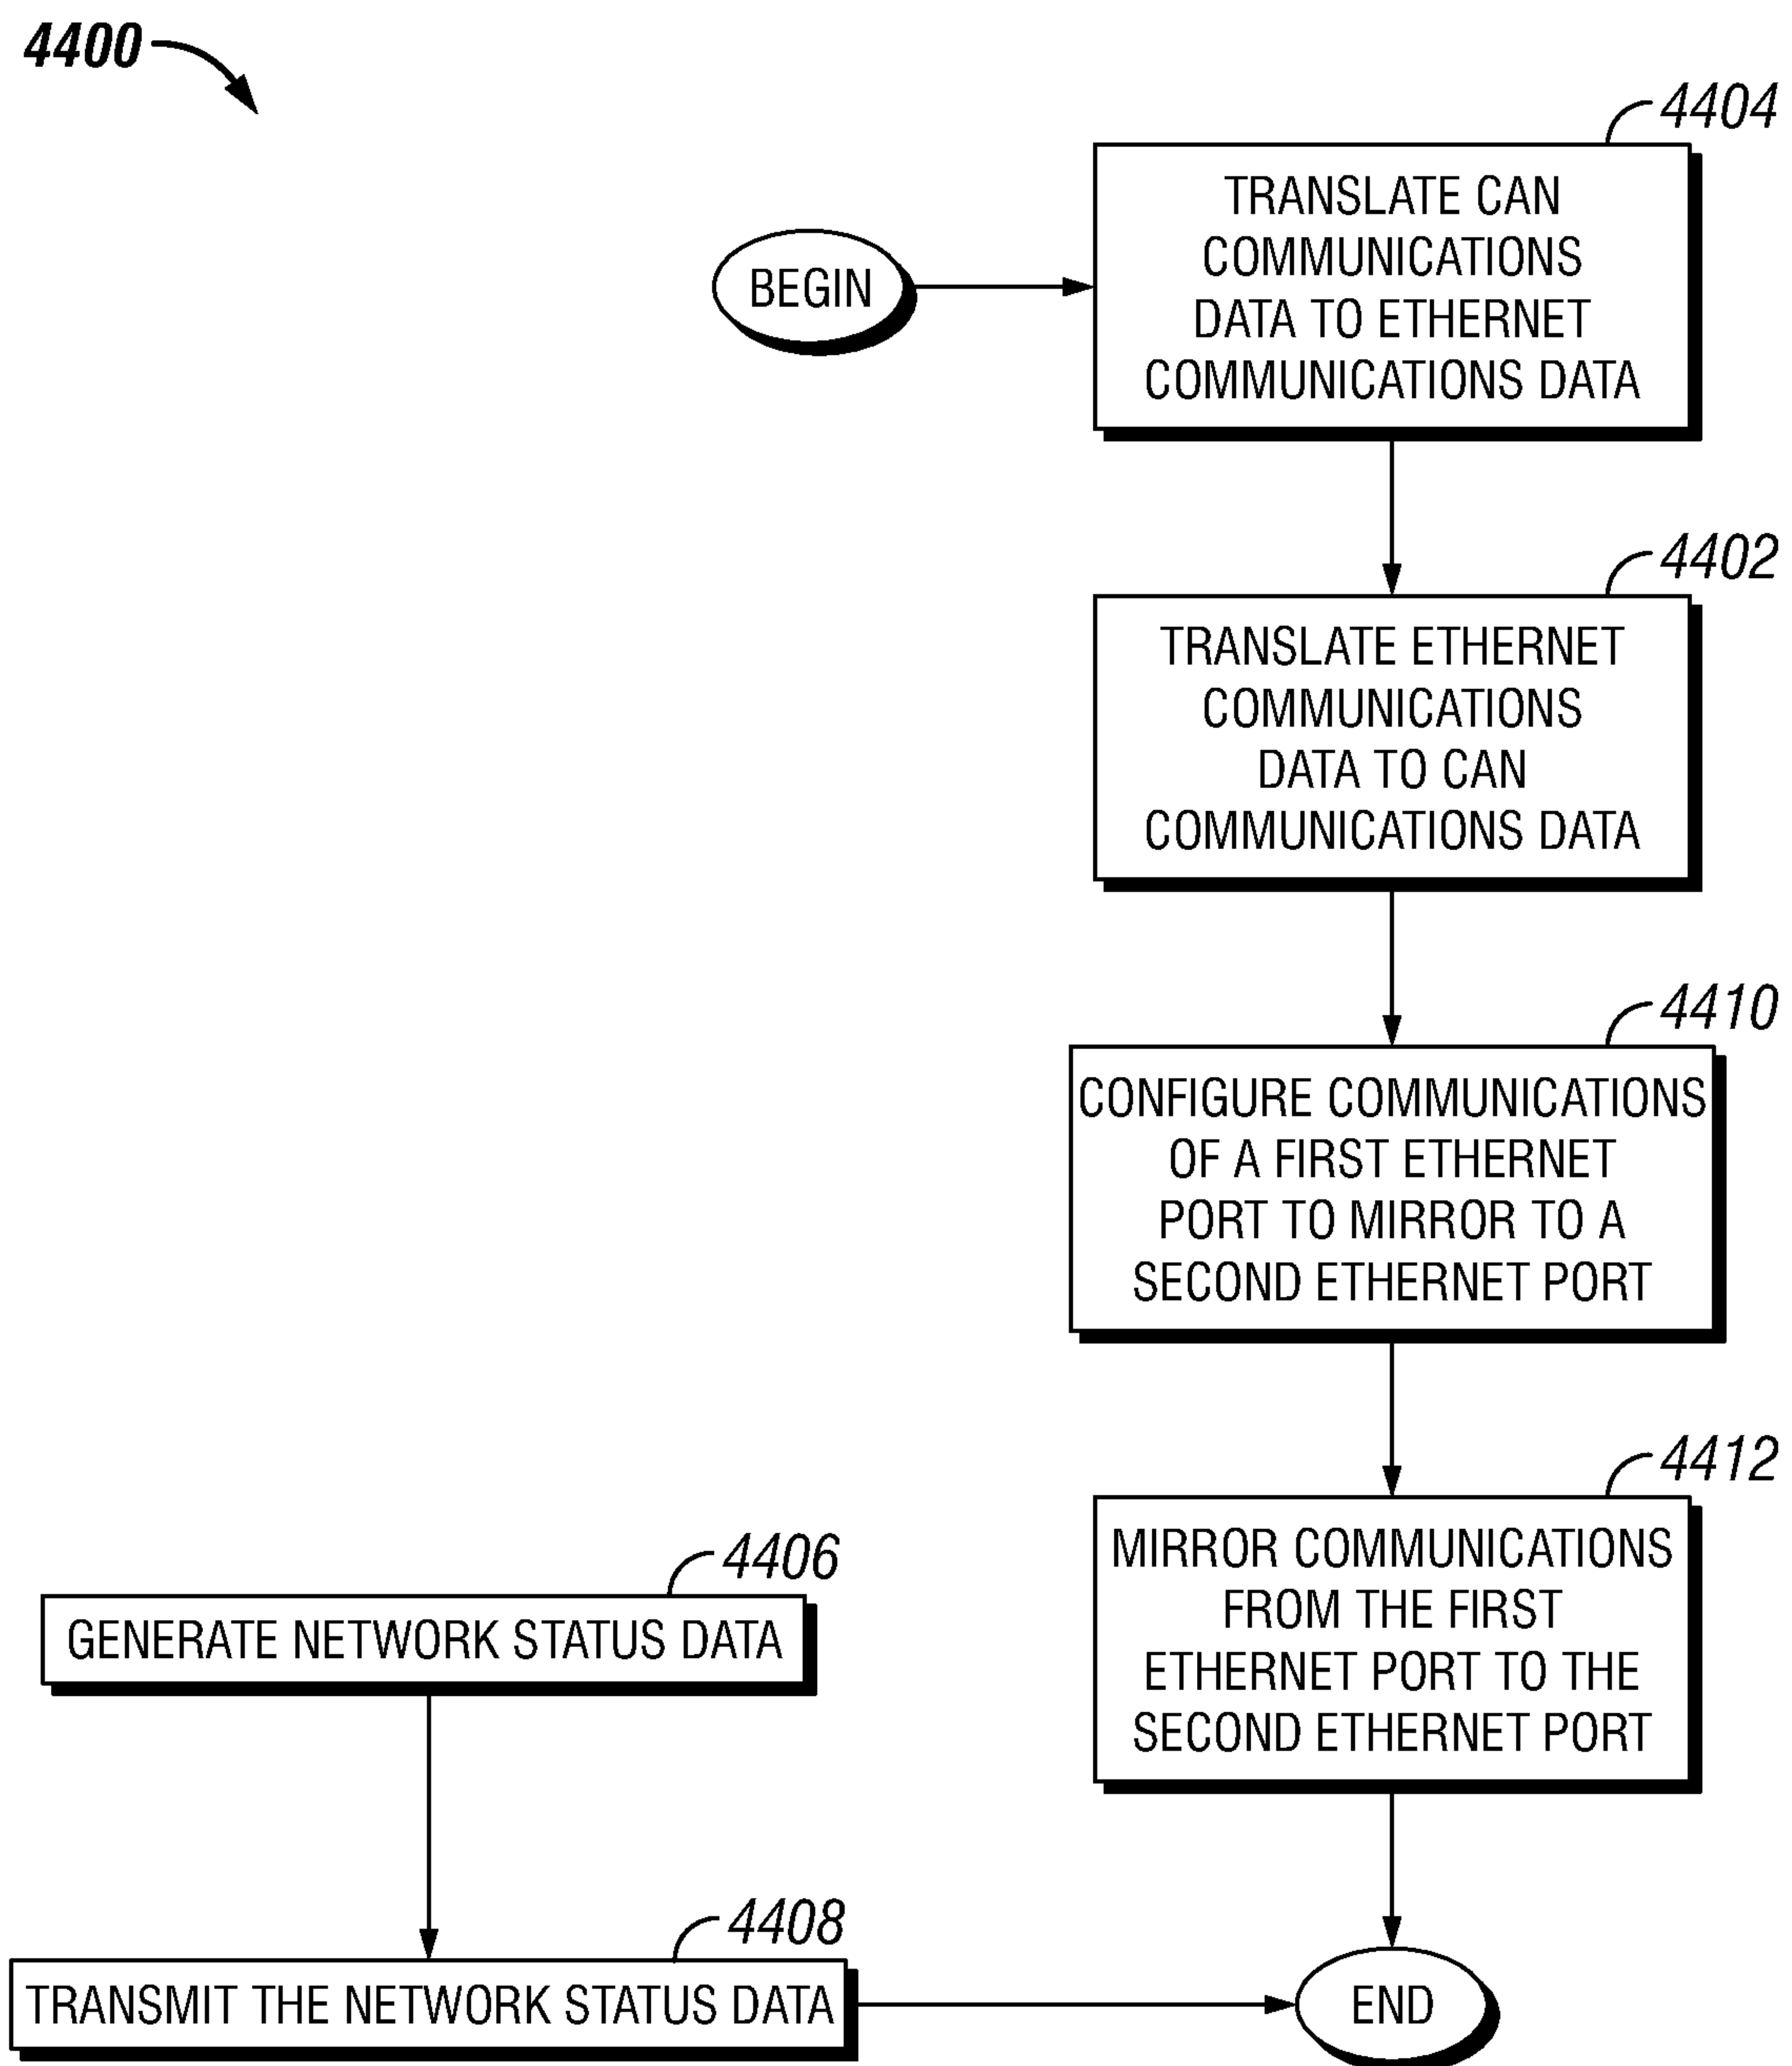 4400
4404
TRANSLATE CAN
COMMUNICATIONS
DATA TO ETHERNET
COMMUNICATIONS DATA
BEGIN
4402
TRANSLATE ETHERNET
COMMUNICATIONS
DATA TO CAN
COMMUNICATIONS DATA
4410
CONFIGURE COMMUNICATIONS
OF A FIRST ETHERNET
PORT TO MIRROR TO A
SECOND ETHERNET PORT
4412
MIRROR COMMUNICATIONS
FROM THE FIRST
ETHERNET PORT TO THE
SECOND ETHERNET PORT
4406
GENERATE NETWORK STATUS DATA
4408
TRANSMIT THE NETWORK STATUS DATA
END